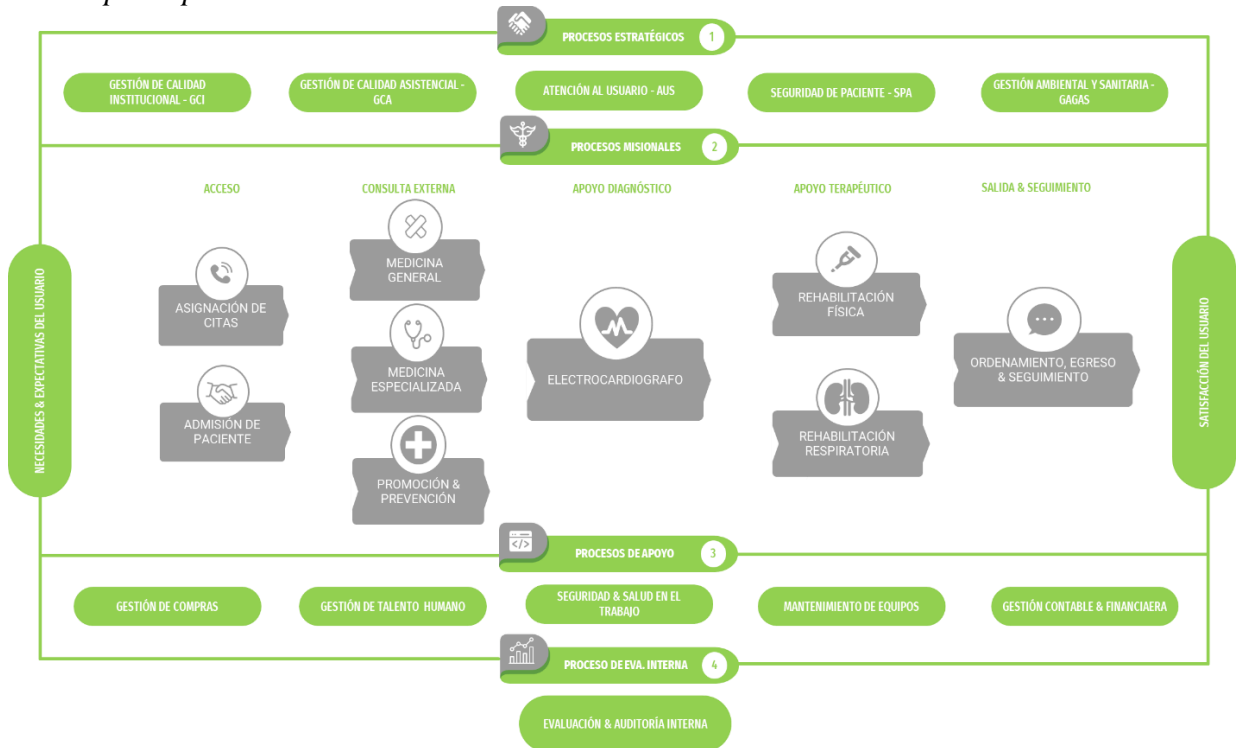 PROCESOS ESTRATÉGICOS 1
GESTIÓN DE CALIDAD
INSTITUCIONAL - GCI
GESTIÓN DE CALIDAD ASISTENCIAL -
GCA
ATENCIÓN AL USUARIO - AUS
SEGURIDAD DE PACIENTE - SPA
GESTIÓN AMBIENTAL Y SANITARIA -
GAGAS
PROCESOS MISIONALES 2
NECESIDADES & EXPECTATIVAS DEL USUARIO
ACCESO
ASIGNACIÓN DE
CITAS
ADMISIÓN DE
PACIENTE
CONSULTA EXTERNA
MEDICINA
GENERAL
MEDICINA
ESPECIALIZADA
PROMOCIÓN &
PREVENCIÓN
APOYO DIAGNÓSTICO
ELECTROCARDIOGRAFO
APOYO TERAPÉUTICO
REHABILITACIÓN
FÍSICA
REHABILITACIÓN
RESPIRATORIA
SALIDA & SEGUIMIENTO
ORDENAMIENTO, EGRESO
& SEGUIMIENTO
SATISFACCIÓN DEL USUARIO
PROCESOS DE APOYO 3
GESTIÓN DE COMPRAS
GESTIÓN DE TALENTO HUMANO
SEGURIDAD & SALUD EN EL
TRABAJO
MANTENIMIENTO DE EQUIPOS
GESTIÓN CONTABLE & FINANCIAERA
PROCESO DE EVA. INTERNA 4
EVALUACIÓN & AUDITORÍA INTERNA